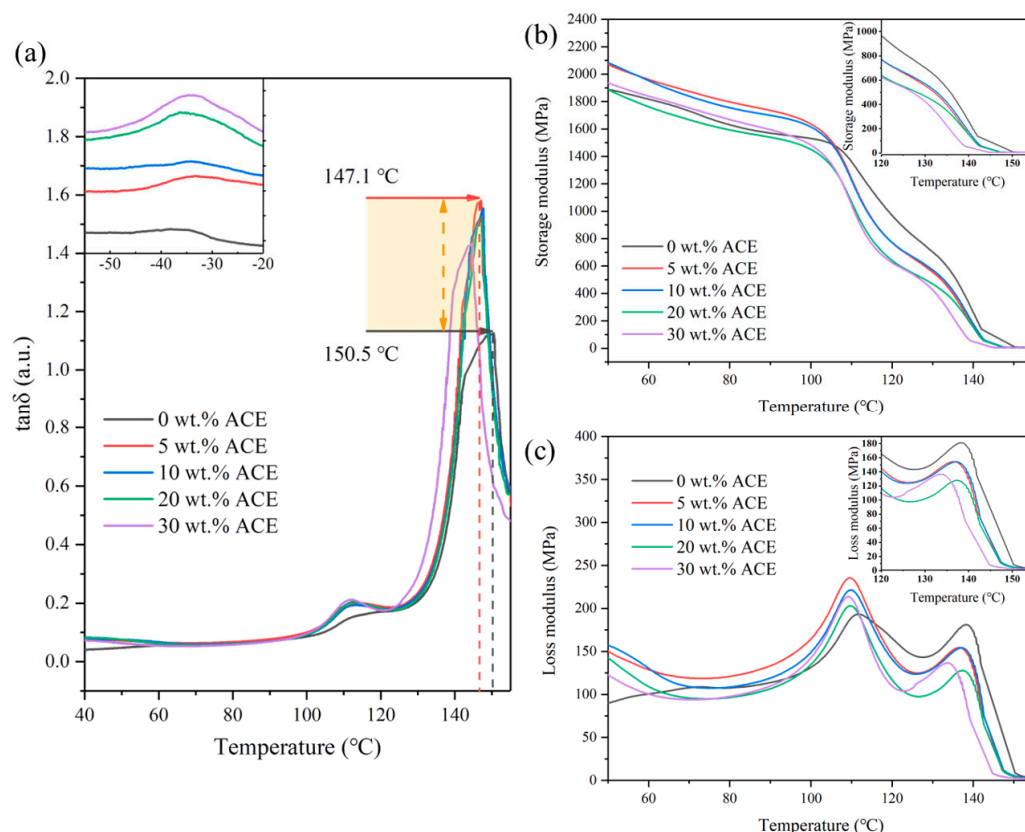 (a)
tanδ (a.u.)
2.0
1.8
1.6
1.4
1.2
1.0
0.8
0.6
0.4
0.2
0.0
-50
-40
-30
-20
147.1 ℃
150.5 ℃
0 wt.% ACE
5 wt.% ACE
10 wt.% ACE
20 wt.% ACE
30 wt.% ACE
40
60
80
100
120
140
Temperature (℃)
(b)
Storage modulus (MPa)
2400
2200
2000
1800
1600
1400
1200
1000
800
600
400
200
0
Storage modulus (MPa)
1000
800
600
400
200
0
120
130
140
150
Temperature (℃)
0 wt.% ACE
5 wt.% ACE
10 wt.% ACE
20 wt.% ACE
30 wt.% ACE
60
80
100
120
140
Temperature (℃)
(c)
Loss modulus (MPa)
400
350
300
250
200
150
100
50
0
0 wt.% ACE
5 wt.% ACE
10 wt.% ACE
20 wt.% ACE
30 wt.% ACE
Loss modulus (MPa)
180
160
140
120
100
80
60
40
20
0
120
130
140
150
Temperature (℃)
60
80
100
120
140
Temperature (℃)